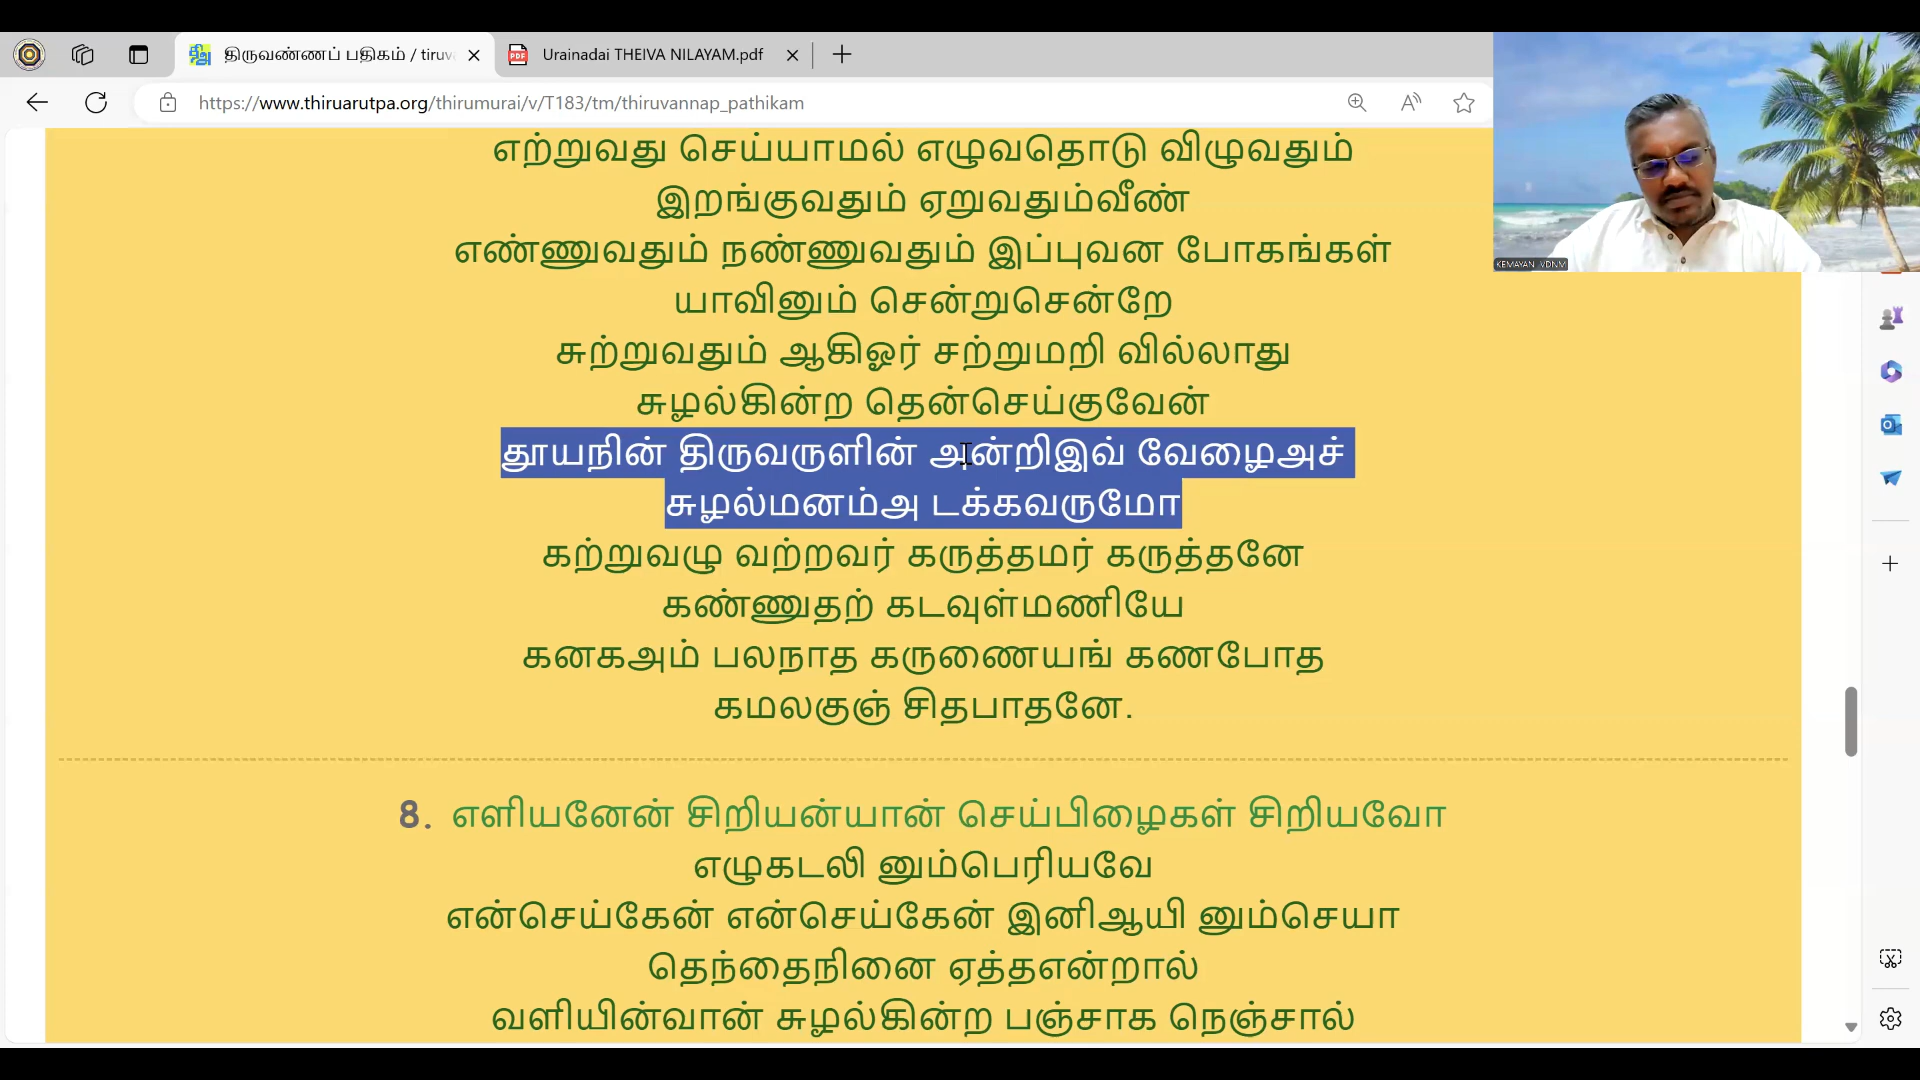 திருவண்ணப் பதிகம் / tiruv
Urainadai THEIVA NILAYAM.pdf
https://www.thiruarutpa.org/thirumurai/v/T183/tm/thiruvannap_pathikam
KEMAYAN .VDNM
எற்றுவது செய்யாமல் எழுவதொடு விழுவதும்
இறங்குவதும் ஏறுவதும்வீண்
எண்ணுவதும் நண்ணுவதும் இப்புவன போகங்கள்
யாவினும் சென்றுசென்றே
சுற்றுவதும் ஆகிஓர் சற்றுமறி வில்லாது
சுழல்கின்ற தென்செய்குவேன்
தூயநின் திருவருளின் அன்றிஇவ் வேழைஅச்
சுழல்மனம்அ டக்கவருமோ
கற்றுவழு வற்றவர் கருத்தமர் கருத்தனே
கண்ணுதற் கடவுள்மணியே
கனகஅம் பலநாத கருணையங் கணபோத
கமலகுஞ் சிதபாதனே.
8. எளியனேன் சிறியன்யான் செய்பிழைகள் சிறியவோ
எழுகடலி னும்பெரியவே
என்செய்கேன் என்செய்கேன் இனிஆயி னும்செயா
தெந்தைநினை ஏத்தஎன்றால்
வளியின்வான் சுழல்கின்ற பஞ்சாக நெஞ்சால்